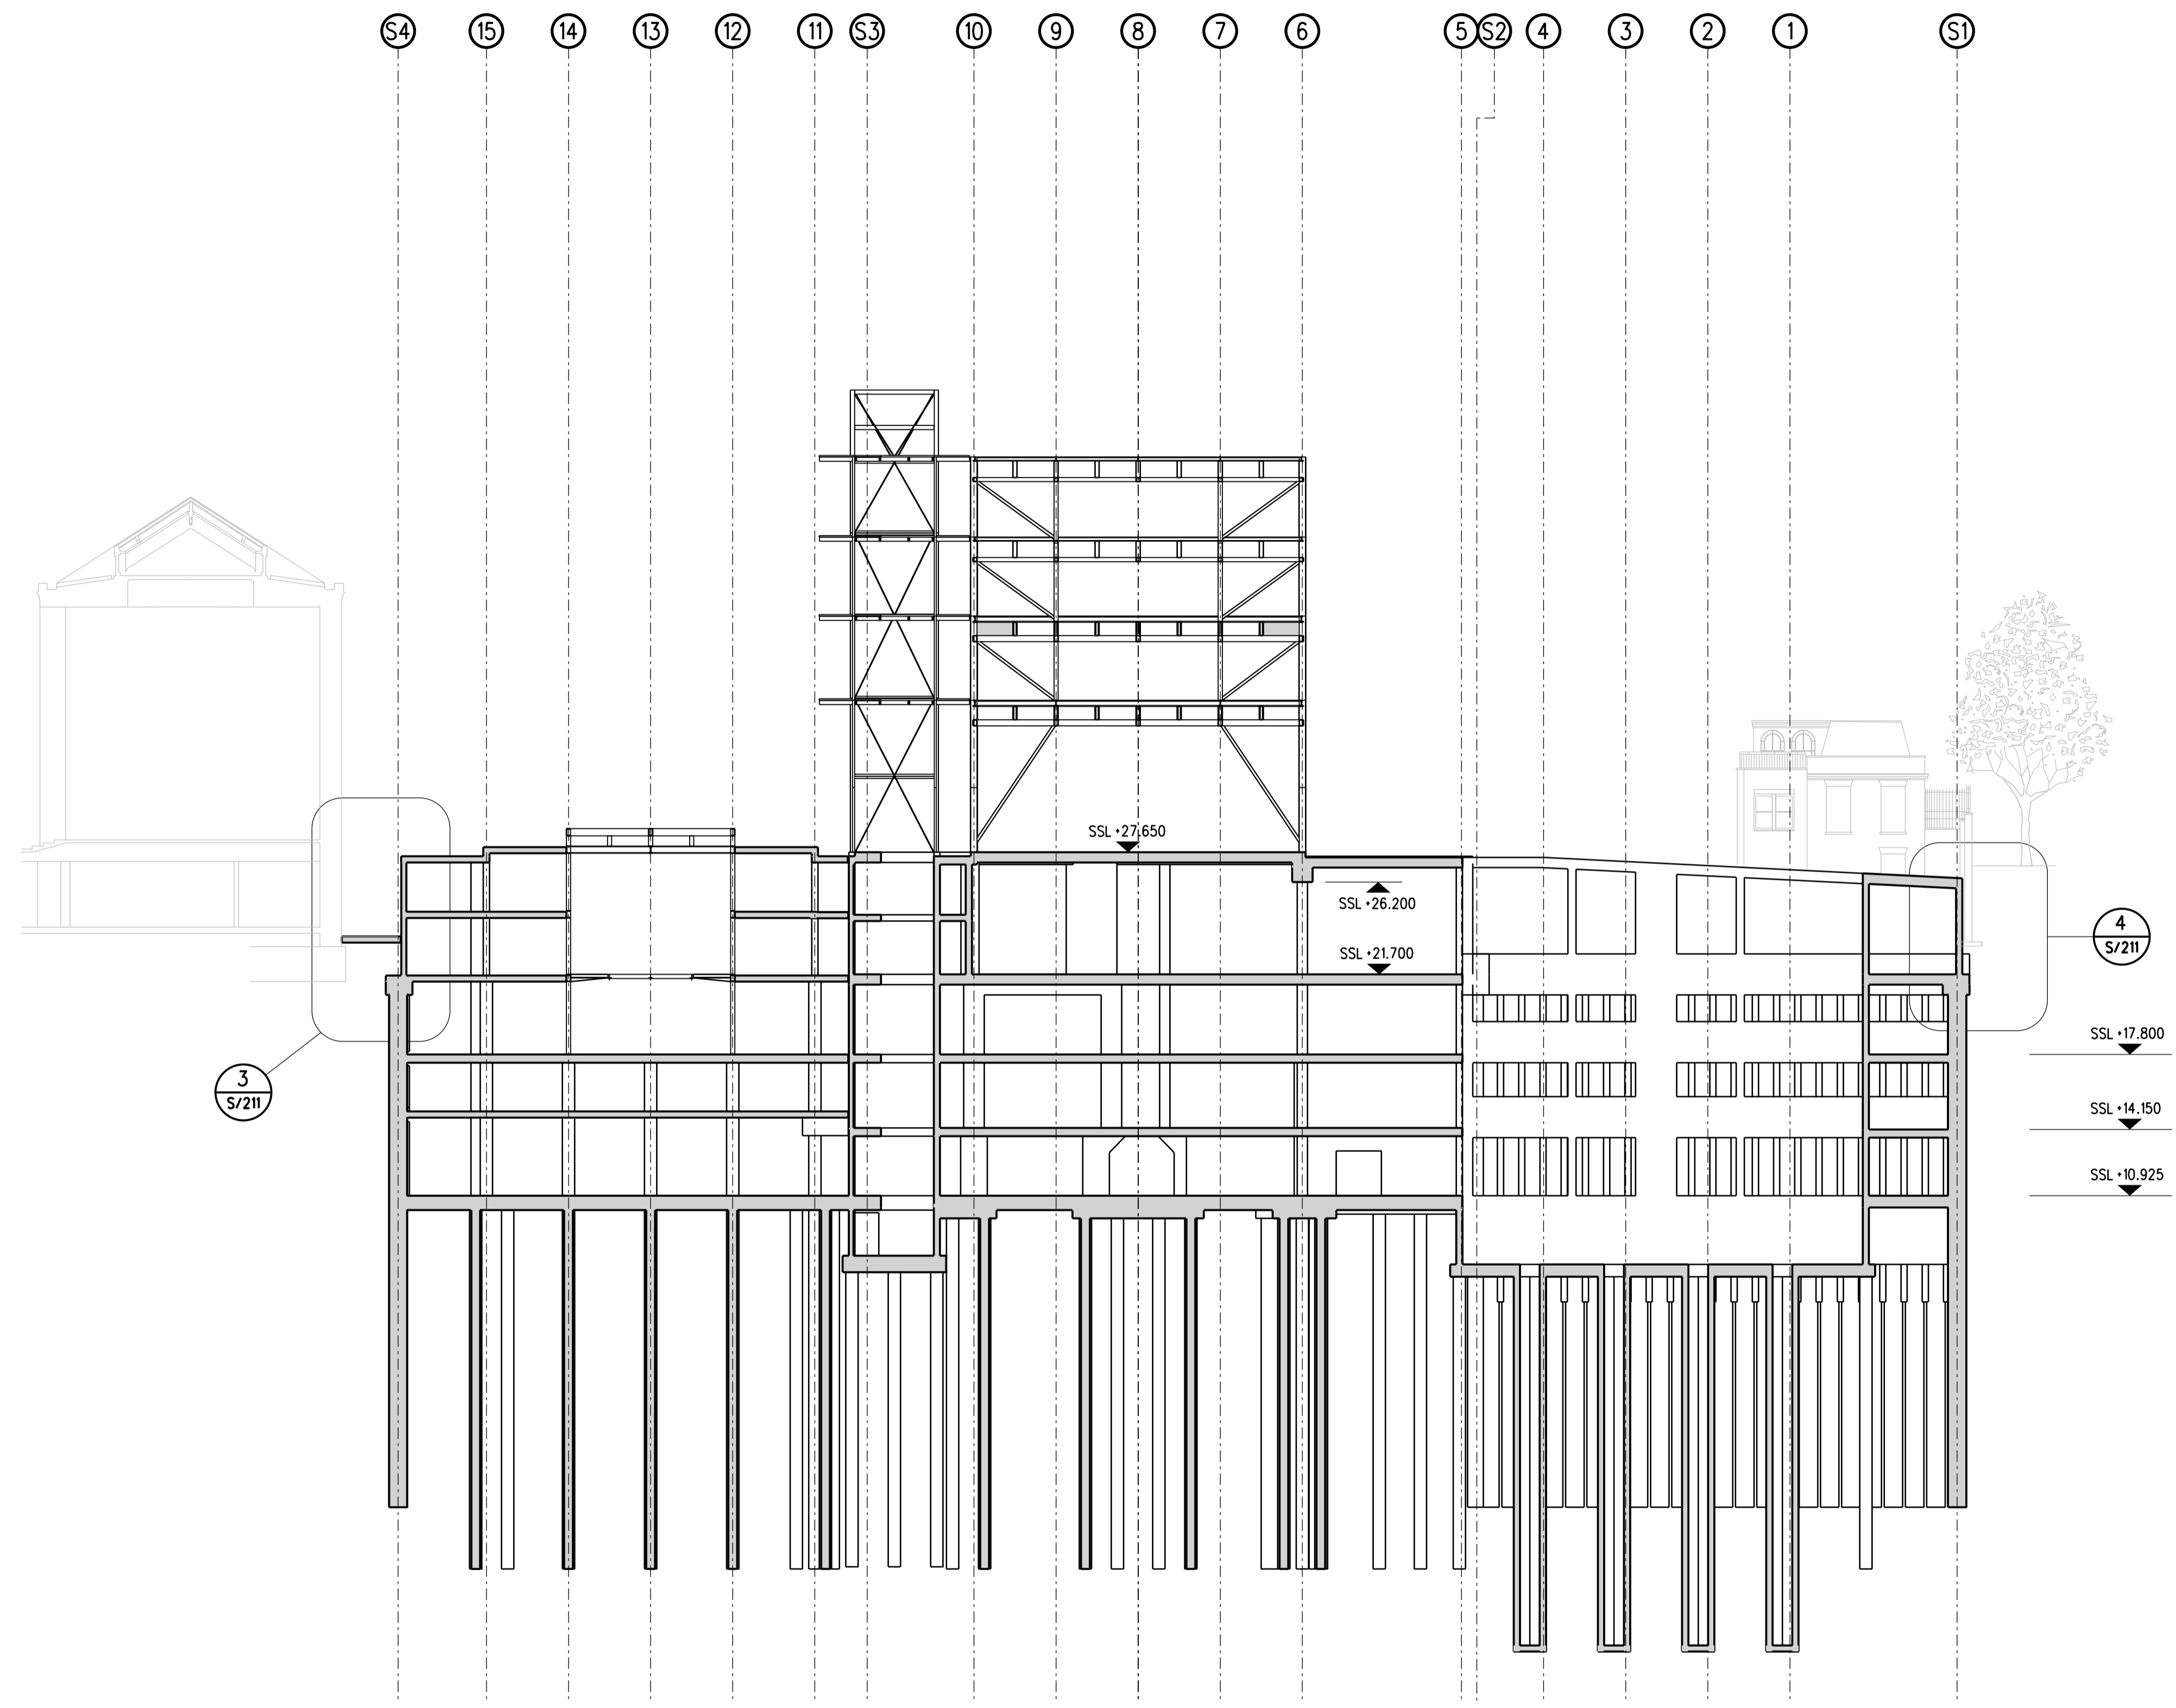 S4 15 14 13 12 11 S3 10 9 8 7 6 5 S2 4 3 2 1 S1
SSL +27.650
SSL +26.200
4
S/211
SSL +21.700
SSL +17.800
3
S/211
SSL +14.150
SSL +10.925